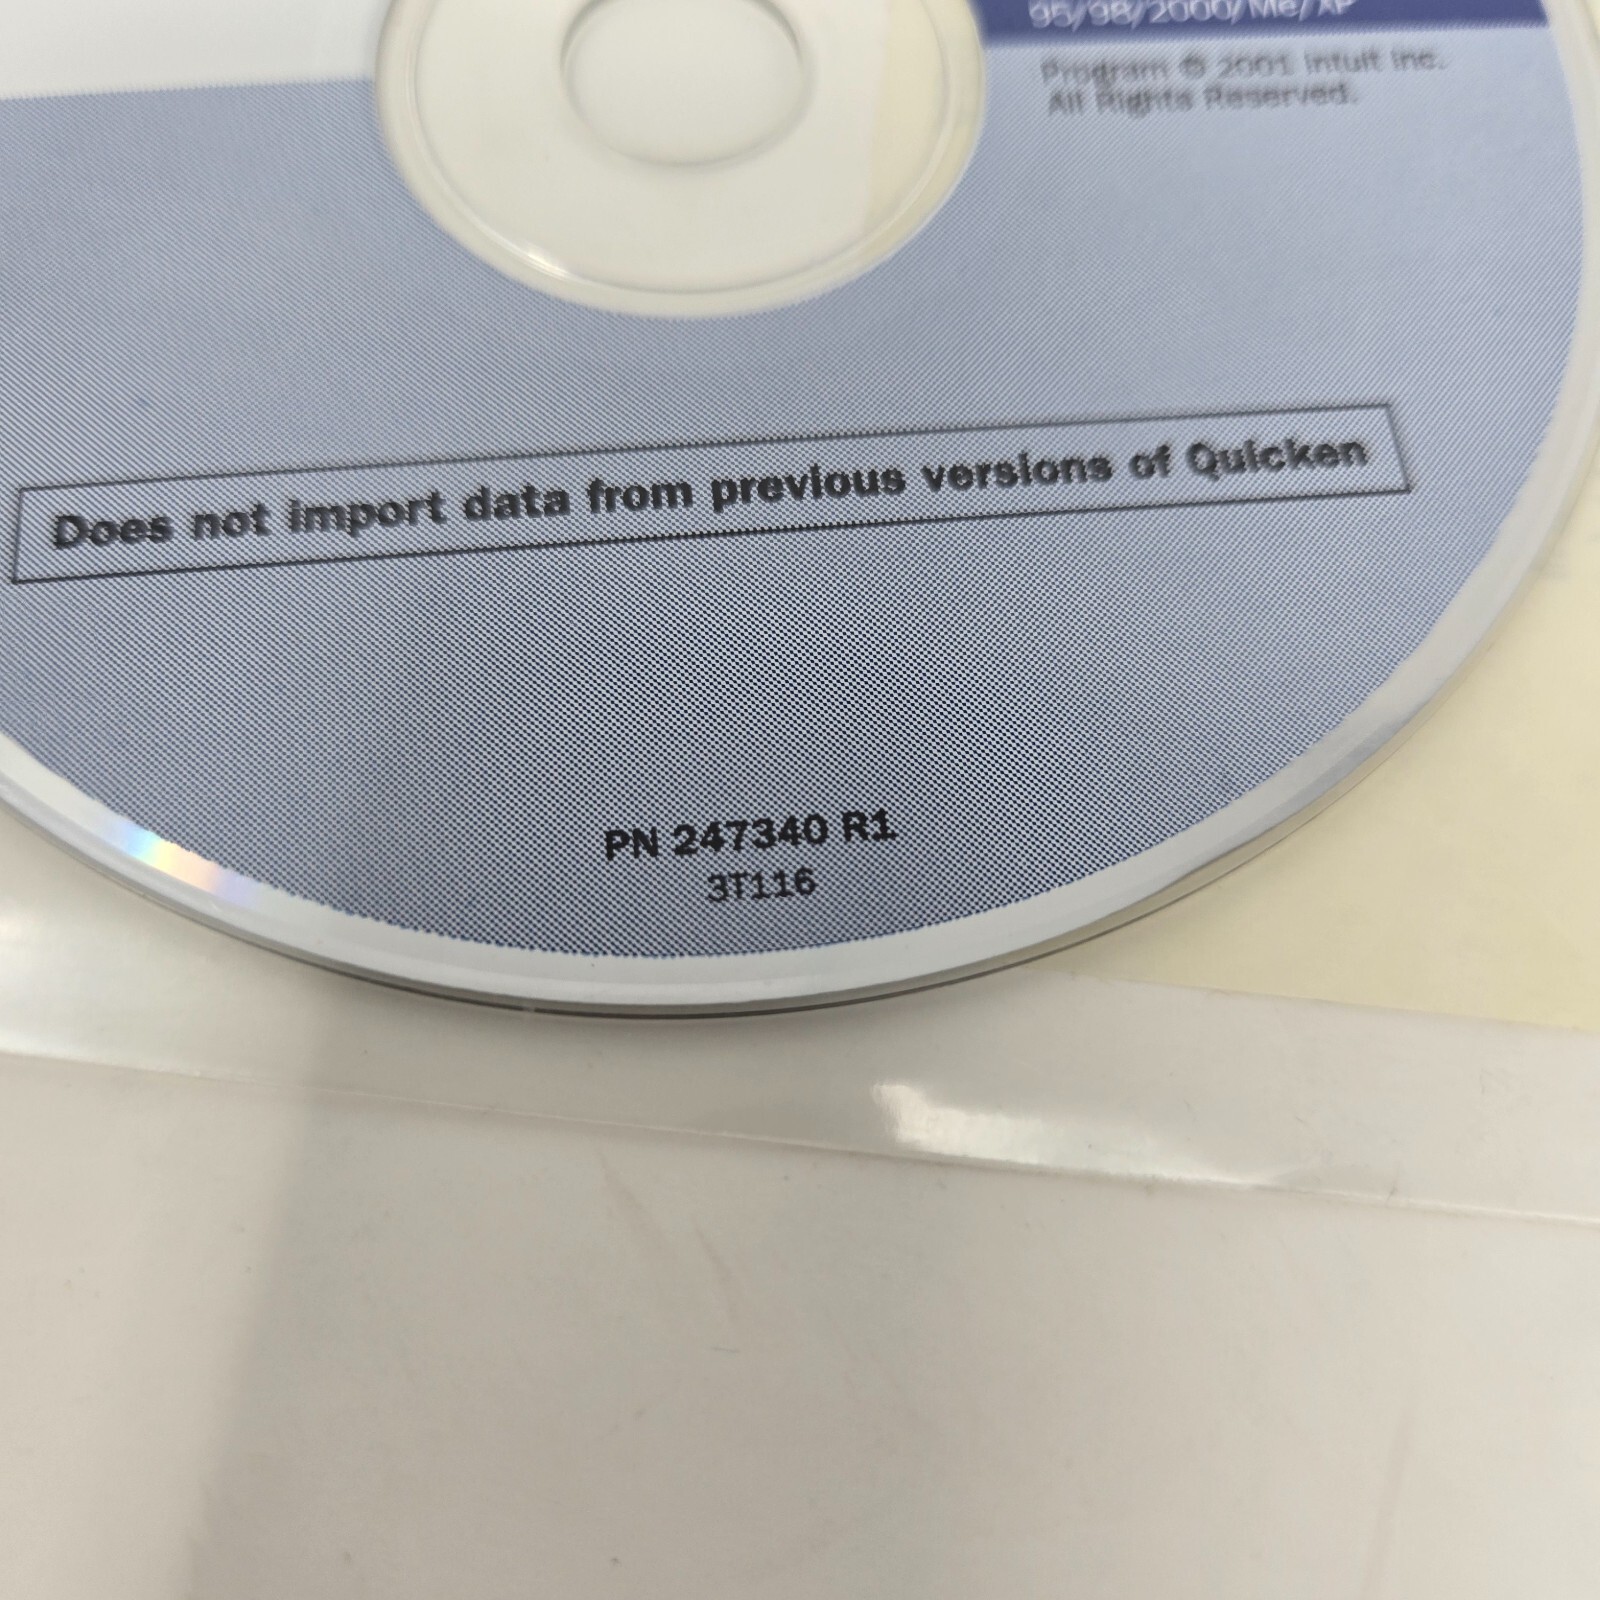 95/98/2000/Me/XP
Program © 2001 Intuit Inc.
All Rights Reserved.
Does not import data from previous versions of Quicken
PN 247340 R1
3T116